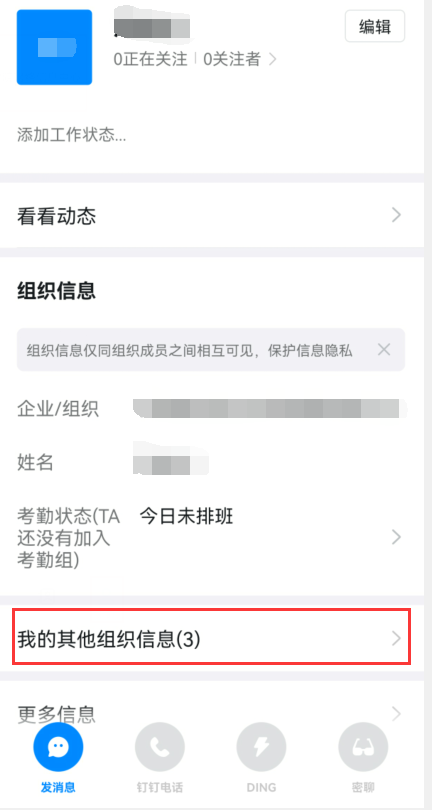 编辑
0正在关注 0关注者
添加工作状态...
看看动态
组织信息
组织信息仅同组织成员之间相互可见，保护信息隐私
企业/组织
姓名
考勤状态(TA 今日未排班
还没有加入
考勤组)
我的其他组织信息(3)
更多信息
发消息 钉钉电话 DING 密聊